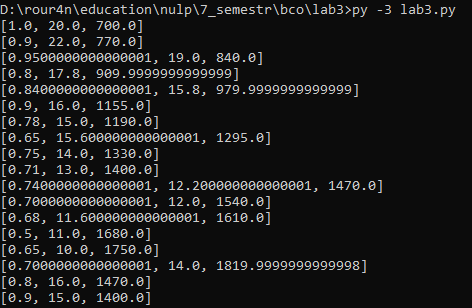 D:\rour4n\education\nulp\7_semestr\bco\lab3>py -3 lab3.py
[1.0, 20.0, 700.0]
[0.9, 22.0, 770.0]
[0.9500000000000001, 19.0, 840.0]
[0.8, 17.8, 909.9999999999999]
[0.8400000000000001, 15.8, 979.9999999999999]
[0.9, 16.0, 1155.0]
[0.78, 15.0, 1190.0]
[0.65, 15.600000000000001, 1295.0]
[0.75, 14.0, 1330.0]
[0.71, 13.0, 1400.0]
[0.7400000000000001, 12.200000000000001, 1470.0]
[0.7000000000000001, 12.0, 1540.0]
[0.68, 11.600000000000001, 1610.0]
[0.5, 11.0, 1680.0]
[0.65, 10.0, 1750.0]
[0.7000000000000001, 14.0, 1819.9999999999998]
[0.8, 16.0, 1470.0]
[0.9, 15.0, 1400.0]